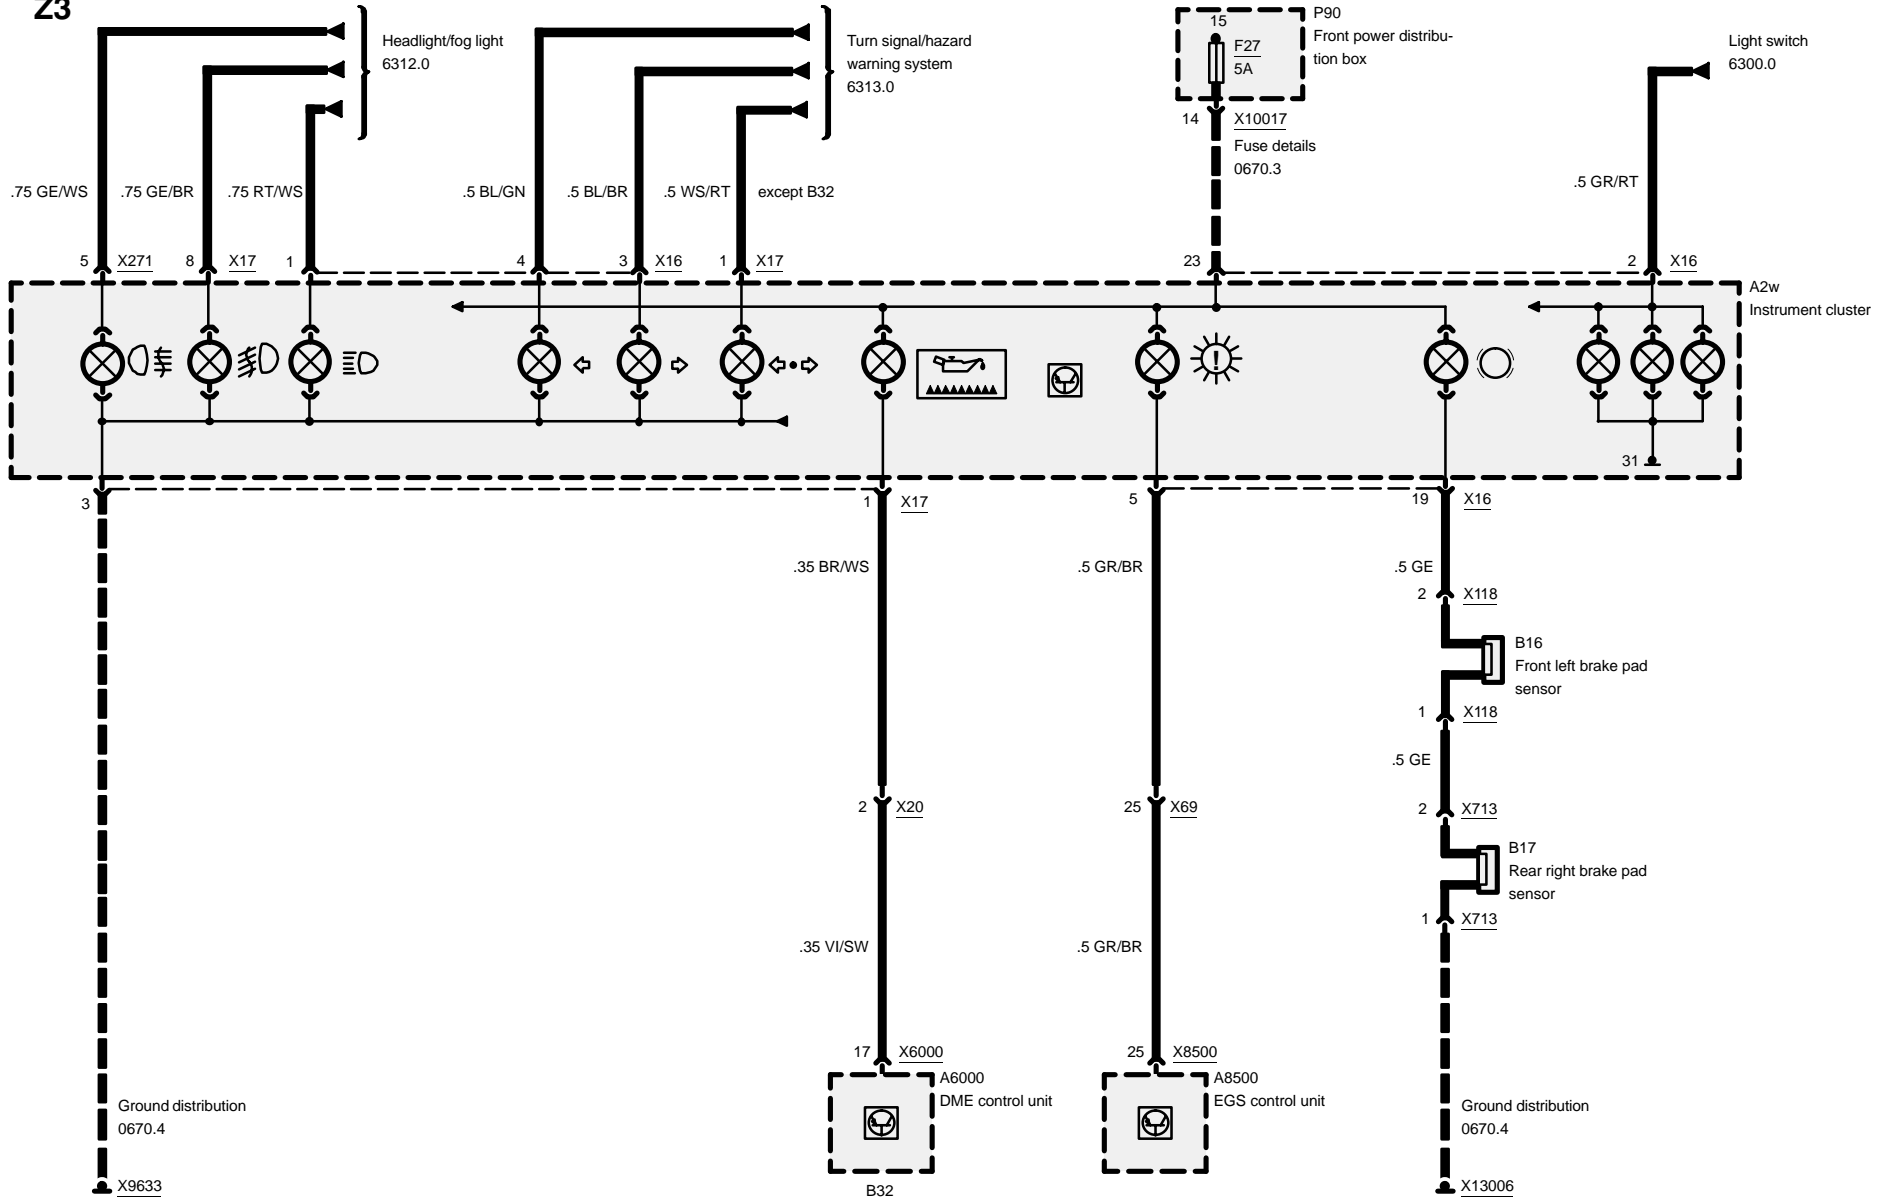 Z3
Headlight/fog light
6312.0
Turn signal/hazard
warning system
6313.0
15
F27
5A
P90
Front power distribu-
tion box
Light switch
6300.0
14 X10017
Fuse details
0670.3
.75 GE/WS .75 GE/BR .75 RT/WS .5 BL/GN .5 BL/BR .5 WS/RT except B32 .5 GR/RT
5 X271 8 X17 1 4 3 X16 1 X17 23 2 X16
A2w
Instrument cluster
31
3 1 X17 5 19 X16
.35 BR/WS .5 GR/BR .5 GE
2 X118
B16
Front left brake pad
sensor
1 X118
.5 GE
2 X20 25 X69 2 X713
B17
Rear right brake pad
sensor
1 X713
.35 VI/SW .5 GR/BR
17 X6000 25 X8500
A6000
DME control unit
A8500
EGS control unit
Ground distribution
0670.4
Ground distribution
0670.4
X9633 B32 X13006